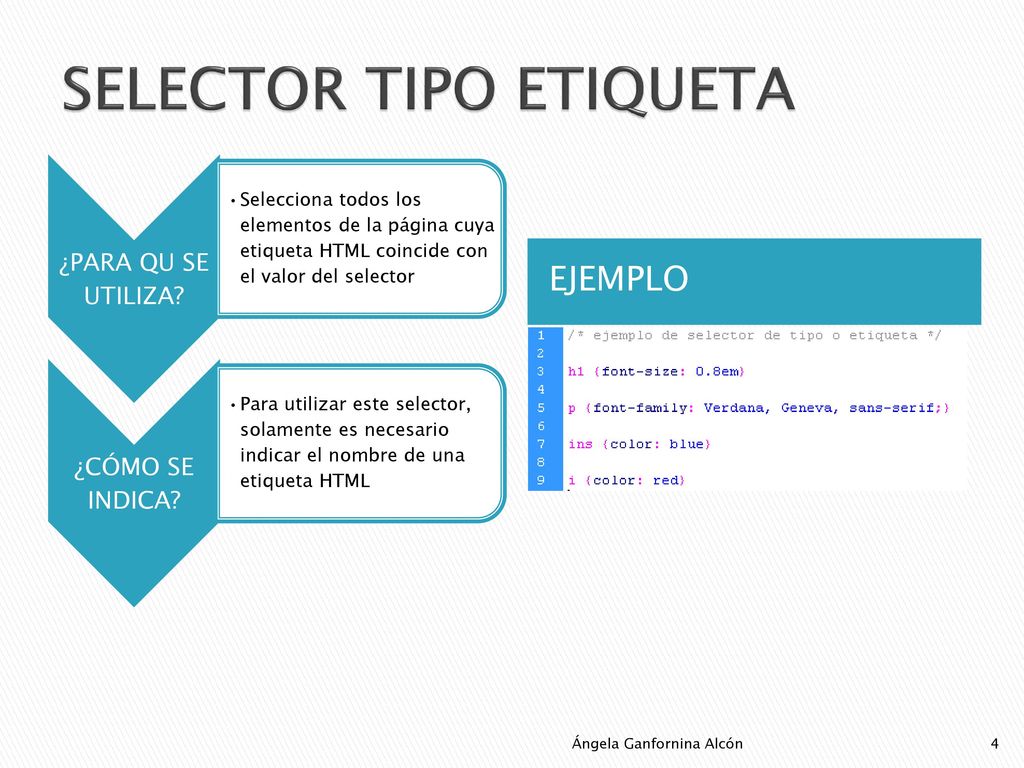 SELECTOR TIPO ETIQUETA
¿PARA QU SE
UTILIZA?
•Selecciona todos los
elementos de la página cuya
etiqueta HTML coincide con
el valor del selector
¿CÓMO SE
INDICA?
•Para utilizar este selector,
solamente es necesario
indicar el nombre de una
etiqueta HTML
EJEMPLO
1 /* ejemplo de selector de tipo o etiqueta */
2
3 h1 {font-size: 0.8em}
4
5 p {font-family: Verdana, Geneva, sans-serif;}
6
7 ins {color: blue}
8
9 i {color: red}
Ángela Ganfornina Alcón
4